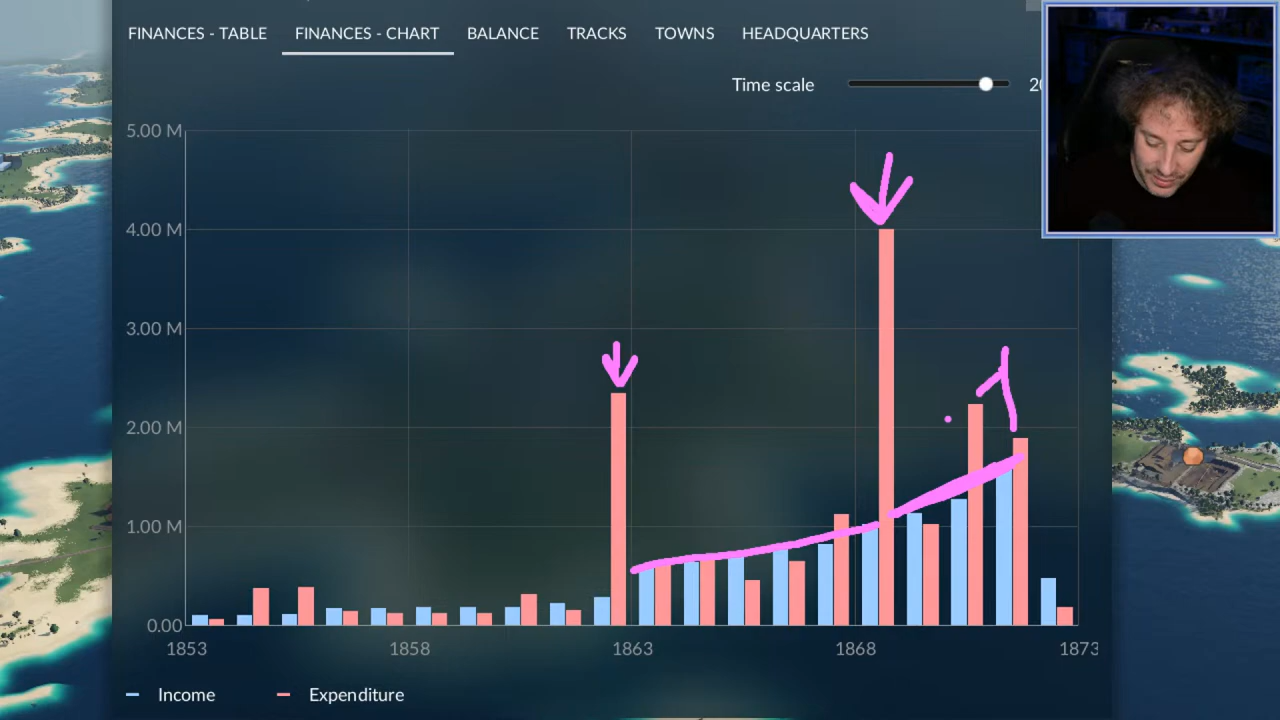 FINANCES - TABLE FINANCES - CHART BALANCE TRACKS TOWNS HEADQUARTERS
Time scale
5.00 M
4.00 M
3.00 M
2.00 M
1.00 M
0.00
1853 1858 1863 1868 1873
Income Expenditure